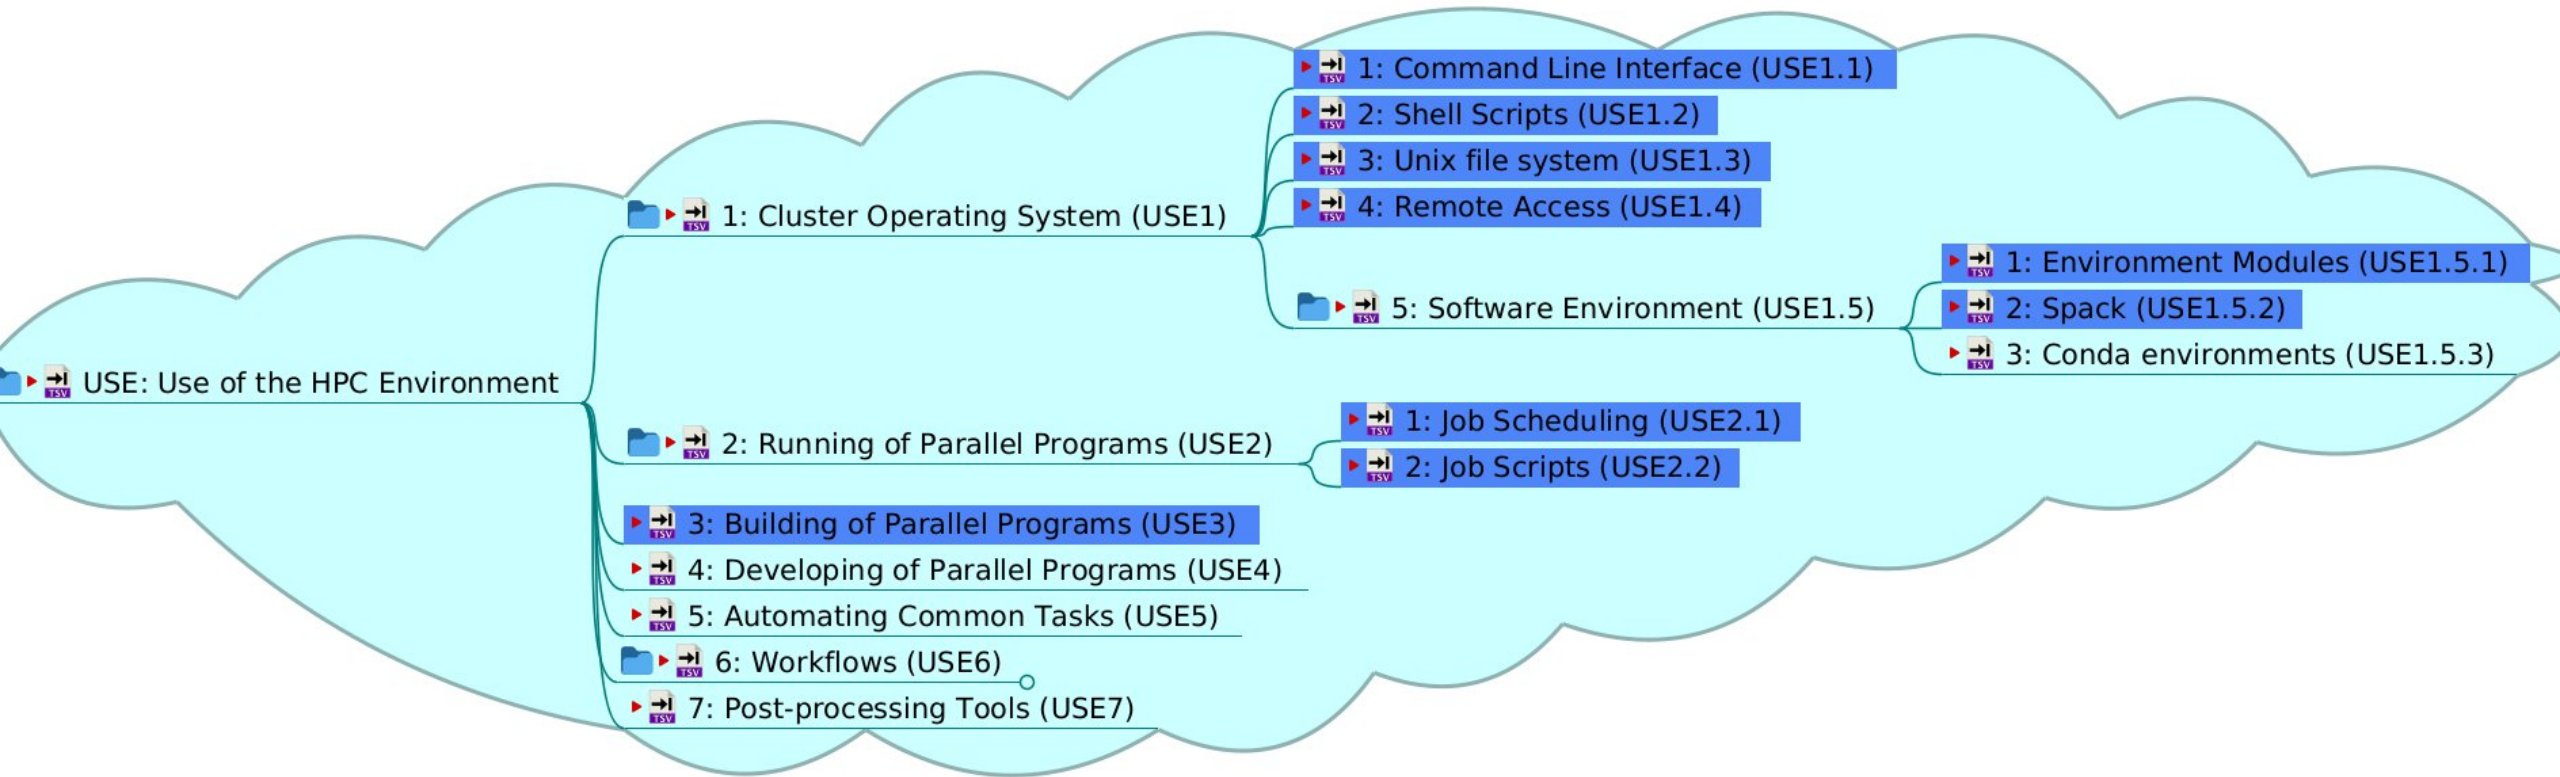 USE: Use of the HPC Environment
1: Cluster Operating System (USE1)
1: Command Line Interface (USE1.1)
2: Shell Scripts (USE1.2)
3: Unix file system (USE1.3)
4: Remote Access (USE1.4)
5: Software Environment (USE1.5)
1: Environment Modules (USE1.5.1)
2: Spack (USE1.5.2)
3: Conda environments (USE1.5.3)
2: Running of Parallel Programs (USE2)
1: Job Scheduling (USE2.1)
2: Job Scripts (USE2.2)
3: Building of Parallel Programs (USE3)
4: Developing of Parallel Programs (USE4)
5: Automating Common Tasks (USE5)
6: Workflows (USE6)
7: Post-processing Tools (USE7)